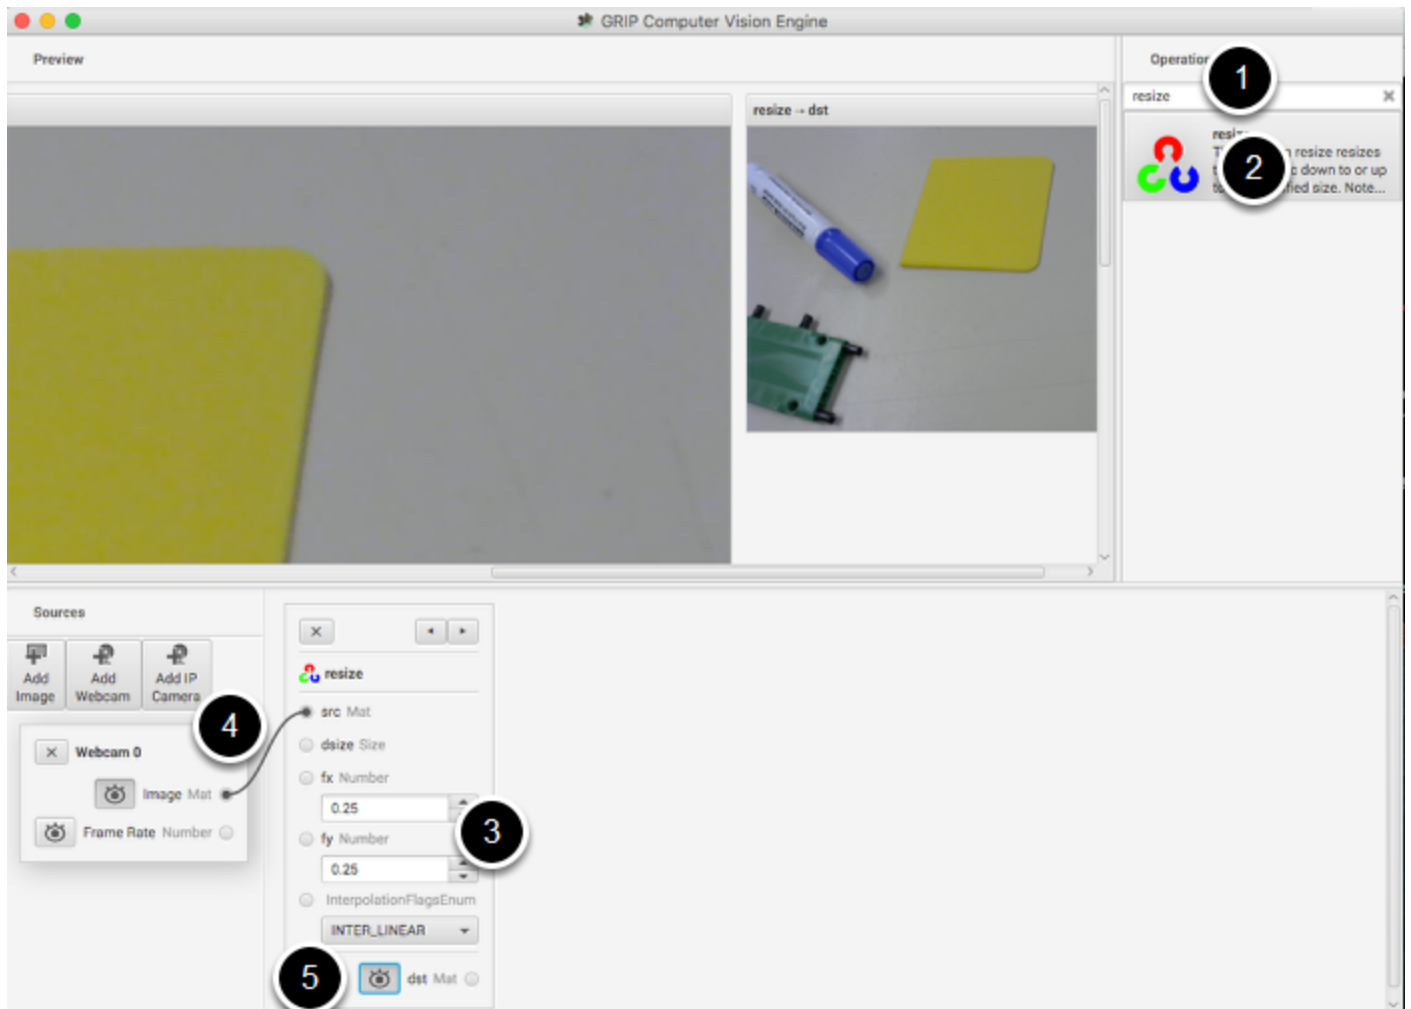 GRIP Computer Vision Engine
Preview
resize → dst
Operation
1
resize
2
resize resizes
down to or up
size. Note...
Sources
Add Image
Add Webcam
Add IP Camera
4
Webcam 0
Image Mat
Frame Rate Number
resize
src Mat
dsize Size
fx Number
0.25
3
fy Number
0.25
InterpolationFlagsEnum
INTER_LINEAR
5
dst Mat